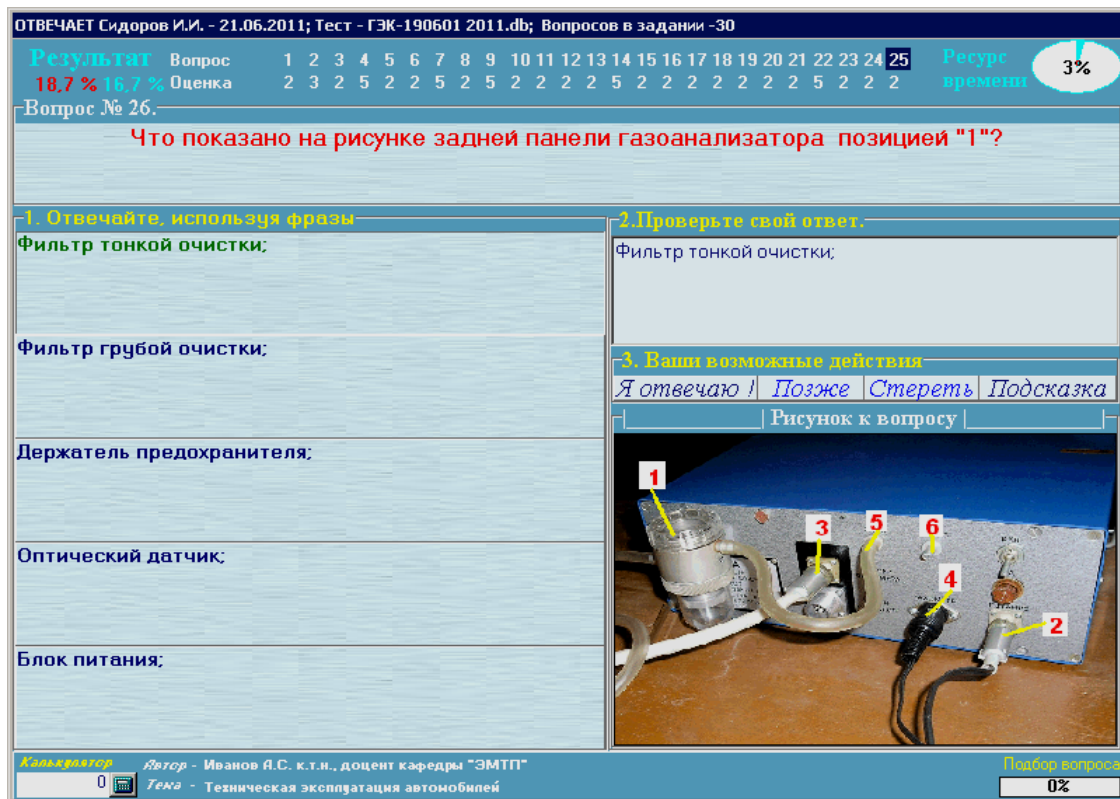 ОТВЕЧАЕТ Сидоров И.И. - 21.06.2011; Тест - ГЭК-190601 2011.db; Вопросов в задании -30
Результат Вопрос 1 2 3 4 5 6 7 8 9 10 11 12 13 14 15 16 17 18 19 20 21 22 23 24 25 Ресурс
18,7 % 16,7 % Оценка 2 3 2 5 2 2 5 2 5 2 2 2 2 5 2 2 2 2 2 2 2 5 2 2 2 времени 3%
Вопрос № 26.
Что показано на рисунке задней панели газоанализатора позицией "1"?
1. Отвечайте, используя фразы
Фильтр тонкой очистки;
Фильтр грубой очистки;
Держатель предохранителя;
Оптический датчик;
Блок питания;
2.Проверьте свой ответ.
Фильтр тонкой очистки;
3. Ваши возможные действия
Я отвечаю ! Позже Стереть Подсказка
Рисунок к вопросу
1
3
5
6
4
2
Калькулятор
0
Автор - Иванов А.С. к.т.н., доцент кафедры "ЭМТП"
Тема - Техническая эксплуатация автомобилей
Подбор вопроса
0%